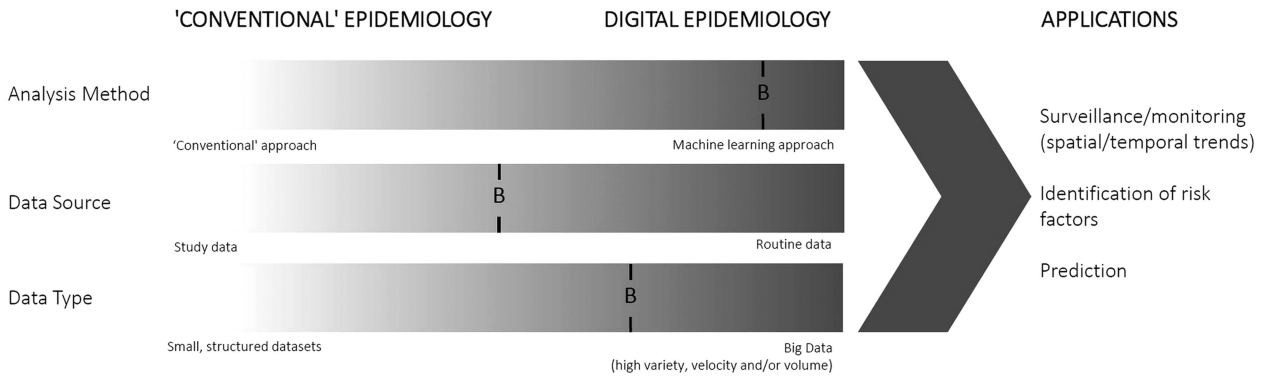 'CONVENTIONAL' EPIDEMIOLOGY
DIGITAL EPIDEMIOLOGY
APPLICATIONS
Analysis Method
B
‘Conventional' approach
Machine learning approach
Data Source
B
Study data
Routine data
Data Type
B
Small, structured datasets
Big Data
(high variety, velocity and/or volume)
Surveillance/monitoring
(spatial/temporal trends)
Identification of risk
factors
Prediction